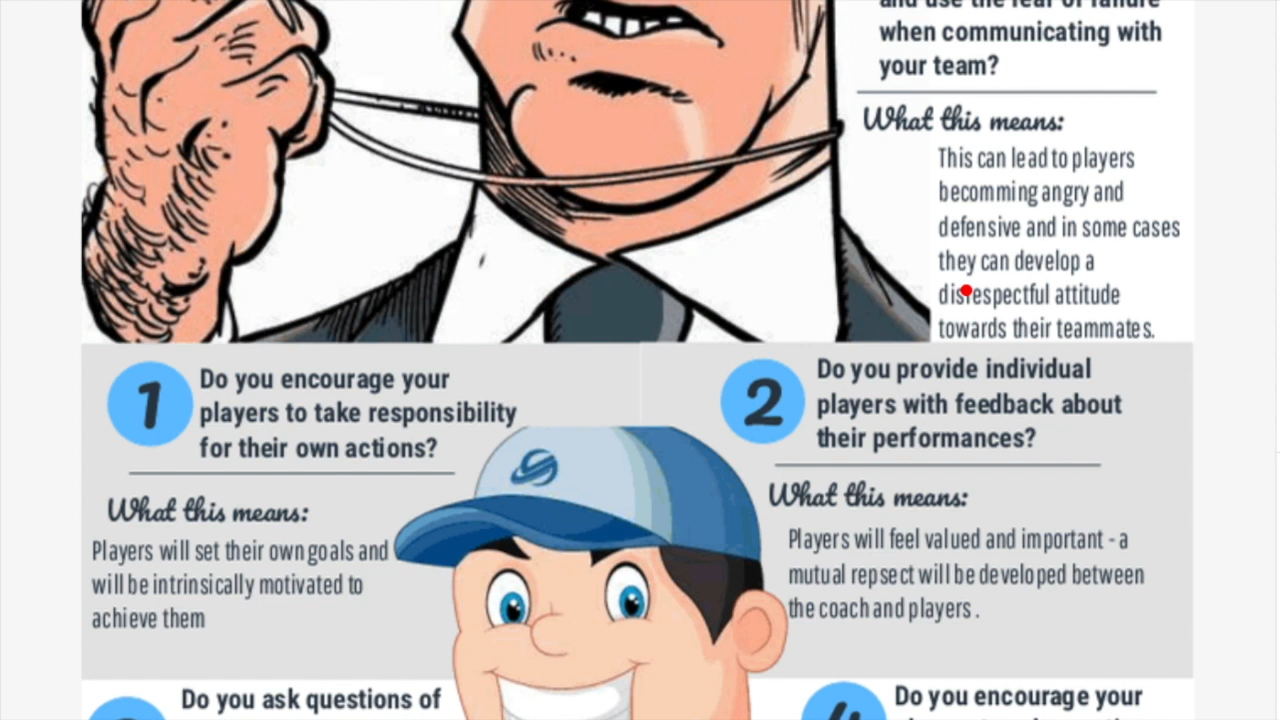 and use the fear of failure
when communicating with
your team?
What this means:
This can lead to players
becomming angry and
defensive and in some cases
they can develop a
disrespectful attitude
towards their teammates.
1
Do you encourage your
players to take responsibility
for their own actions?
What this means:
Players will set their own goals and
will be intrinsically motivated to
achieve them
2
Do you provide individual
players with feedback about
their performances?
What this means:
Players will feel valued and important - a
mutual repsect will be developed between
the coach and players .
Do you ask questions of
4
Do you encourage your